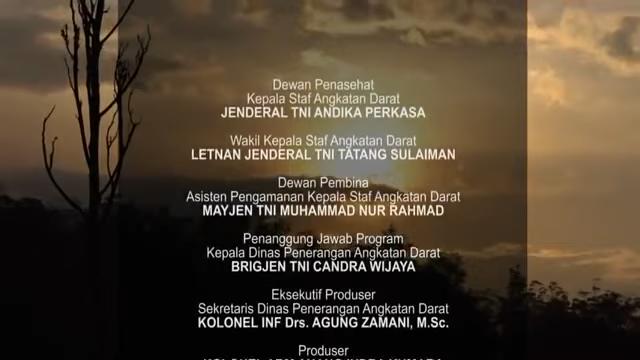 Dewan Penasehat
Kepala Staf Angkatan Darat
JENDERAL TNI ANDIKA PERKASA
Wakil Kepala Staf Angkatan Darat
LETNAN JENDERAL TNI TATANG SULAIMAN
Dewan Pembina
Asisten Pengamanan Kepala Staf Angkatan Darat
MAYJEN TNI MUHAMMAD NUR RAHMAD
Penanggung Jawab Program
Kepala Dinas Penerangan Angkatan Darat
BRIGJEN TNI CANDRA WIJAYA
Eksekutif Produser
Sekretaris Dinas Penerangan Angkatan Darat
KOLONEL INF Drs. AGUNG ZAMANI, M.Sc.
Produser